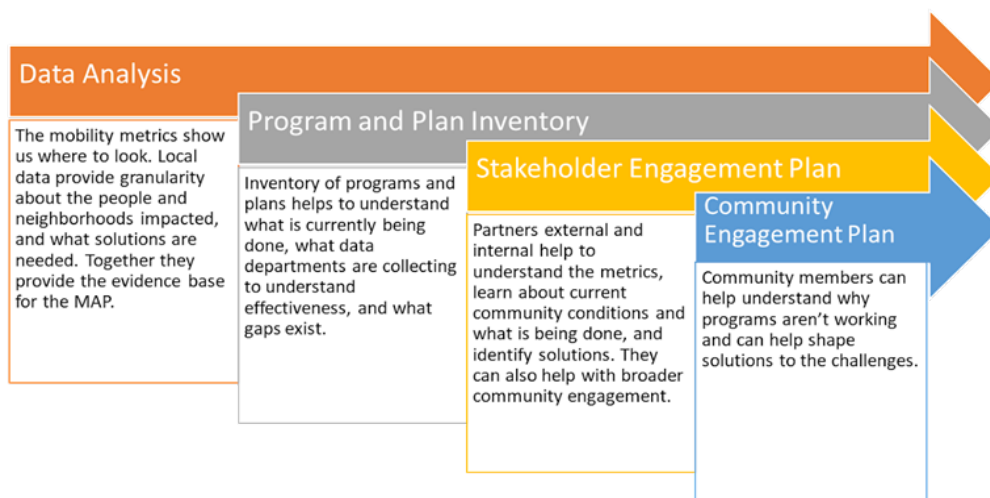 Data Analysis
The mobility metrics show
us where to look. Local
data provide granularity
about the people and
neighborhoods impacted,
and what solutions are
needed. Together they
provide the evidence base
for the MAP.
Program and Plan Inventory
Inventory of programs and
plans helps to understand
what is currently being
done, what data
departments are collecting
to understand
effectiveness, and what
gaps exist.
Stakeholder Engagement Plan
Partners external and
internal help to
understand the metrics,
learn about current
community conditions and
what is being done, and
identify solutions. They
can also help with broader
community engagement.
Community
Engagement Plan
Community members can
help understand why
programs aren’t working
and can help shape
solutions to the challenges.